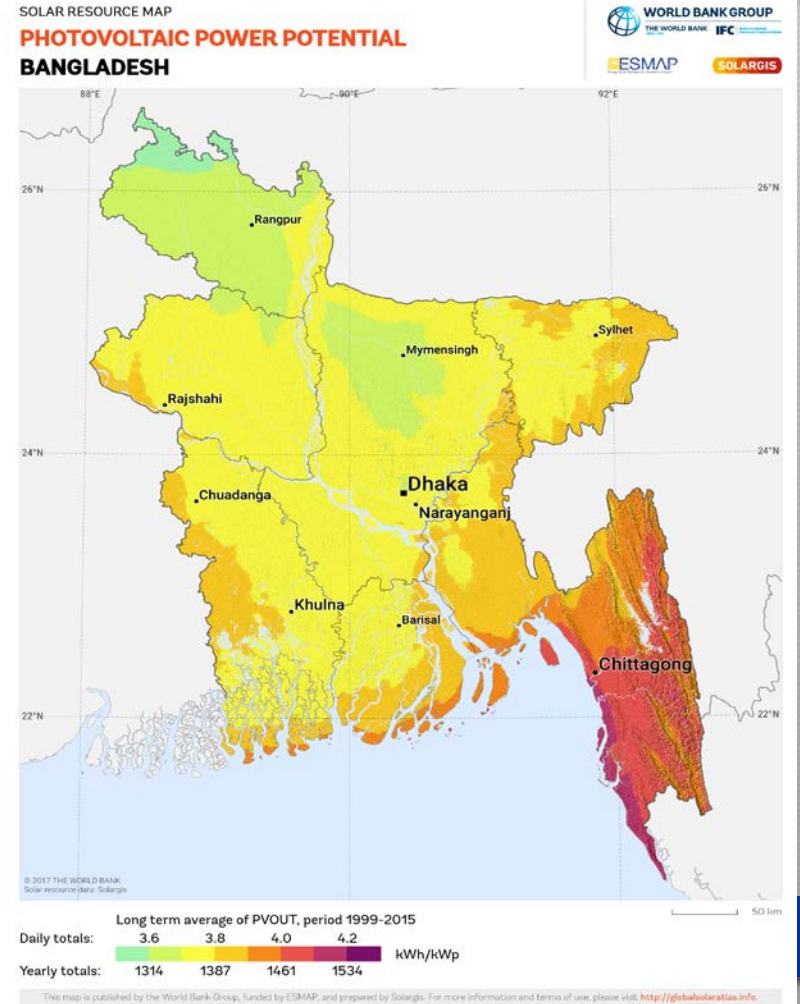 SOLAR RESOURCE MAP
PHOTOVOLTAIC POWER POTENTIAL
BANGLADESH
WORLD BANK GROUP
THE WORLD BANK IFC
ESMAP SOLARGIS
88°E 90°E 92°E
26°N 26°N
Rangpur
Sylhet
Mymensingh
Rajshahi
24°N 24°N
Dhaka
Chuadanga
Narayanganj
Khulna
Barisal
Chittagong
22°N 22°N
© 2017 THE WORLD BANK
Solar resource data: Solargis
50 km
Long term average of PVOUT, period 1999-2015
Daily totals: 3.6 3.8 4.0 4.2
kWh/kWp
Yearly totals: 1314 1387 1461 1534
This map is published by the World Bank Group, funded by ESMAP, and prepared by Solargis. For more information and terms of use, please visit http://globalsolaratlas.info.